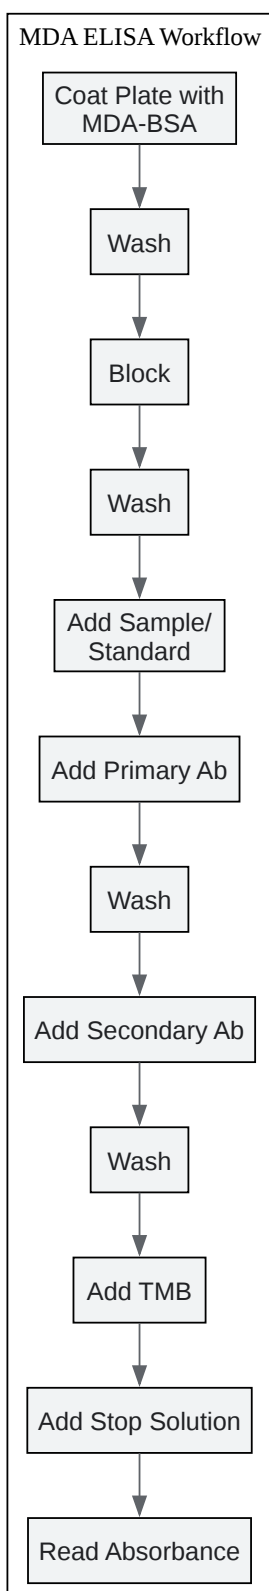 MDA ELISA Workflow
Coat Plate with
MDA-BSA
Wash
Block
Wash
Add Sample/
Standard
Add Primary Ab
Wash
Add Secondary Ab
Wash
Add TMB
Add Stop Solution
Read Absorbance